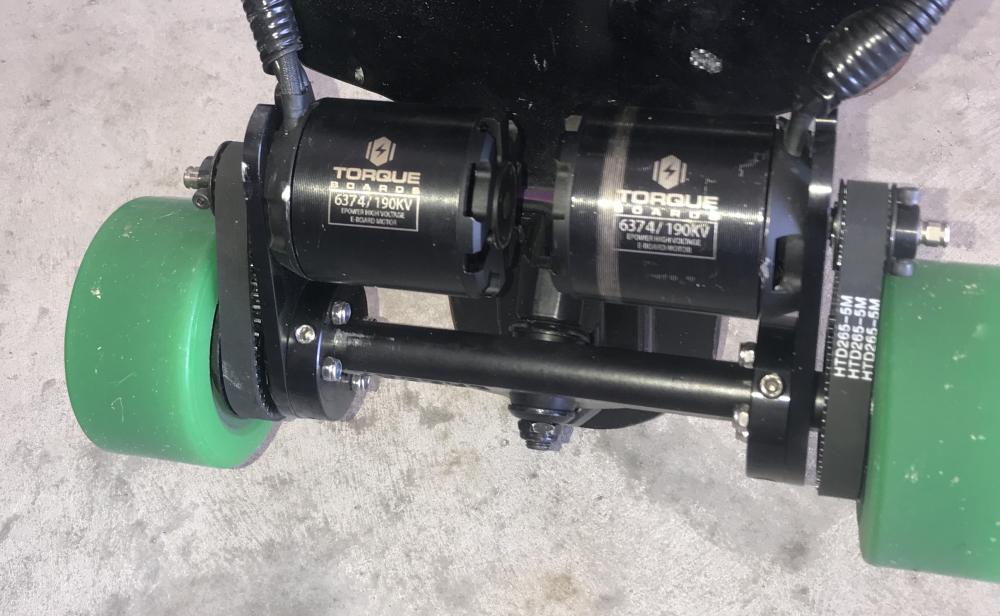 TORQUE
BOARDS
6374/190KV
EPOWER HIGH VOLTAGE
E-BOARD MOTOR
TORQUE
BOARDS
6374/190KV
EPOWER HIGH VOLTAGE
E-BOARD MOTOR
HTD265-5M
HTD265-5M
HTD265-5M